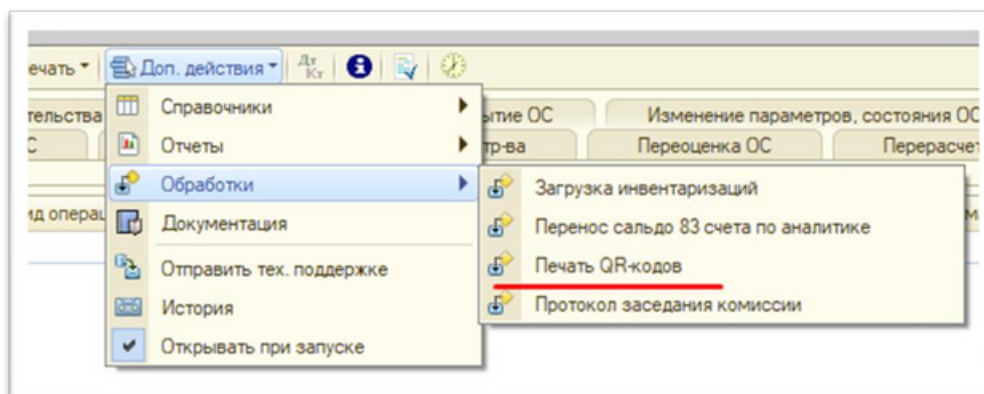 ечать Доп. действия Дт Кт
тельства ытие ОС Изменение параметров, состояния ОС
С тр-ва Переоценка ОС Перерасчет
Справочники
Отчеты
Обработки
Документация
Отправить тех. поддержке
История
Открывать при запуске
ид операц
Загрузка инвентаризаций
Перенос сальдо 83 счета по аналитике
Печать QR-кодов
Протокол заседания комиссии